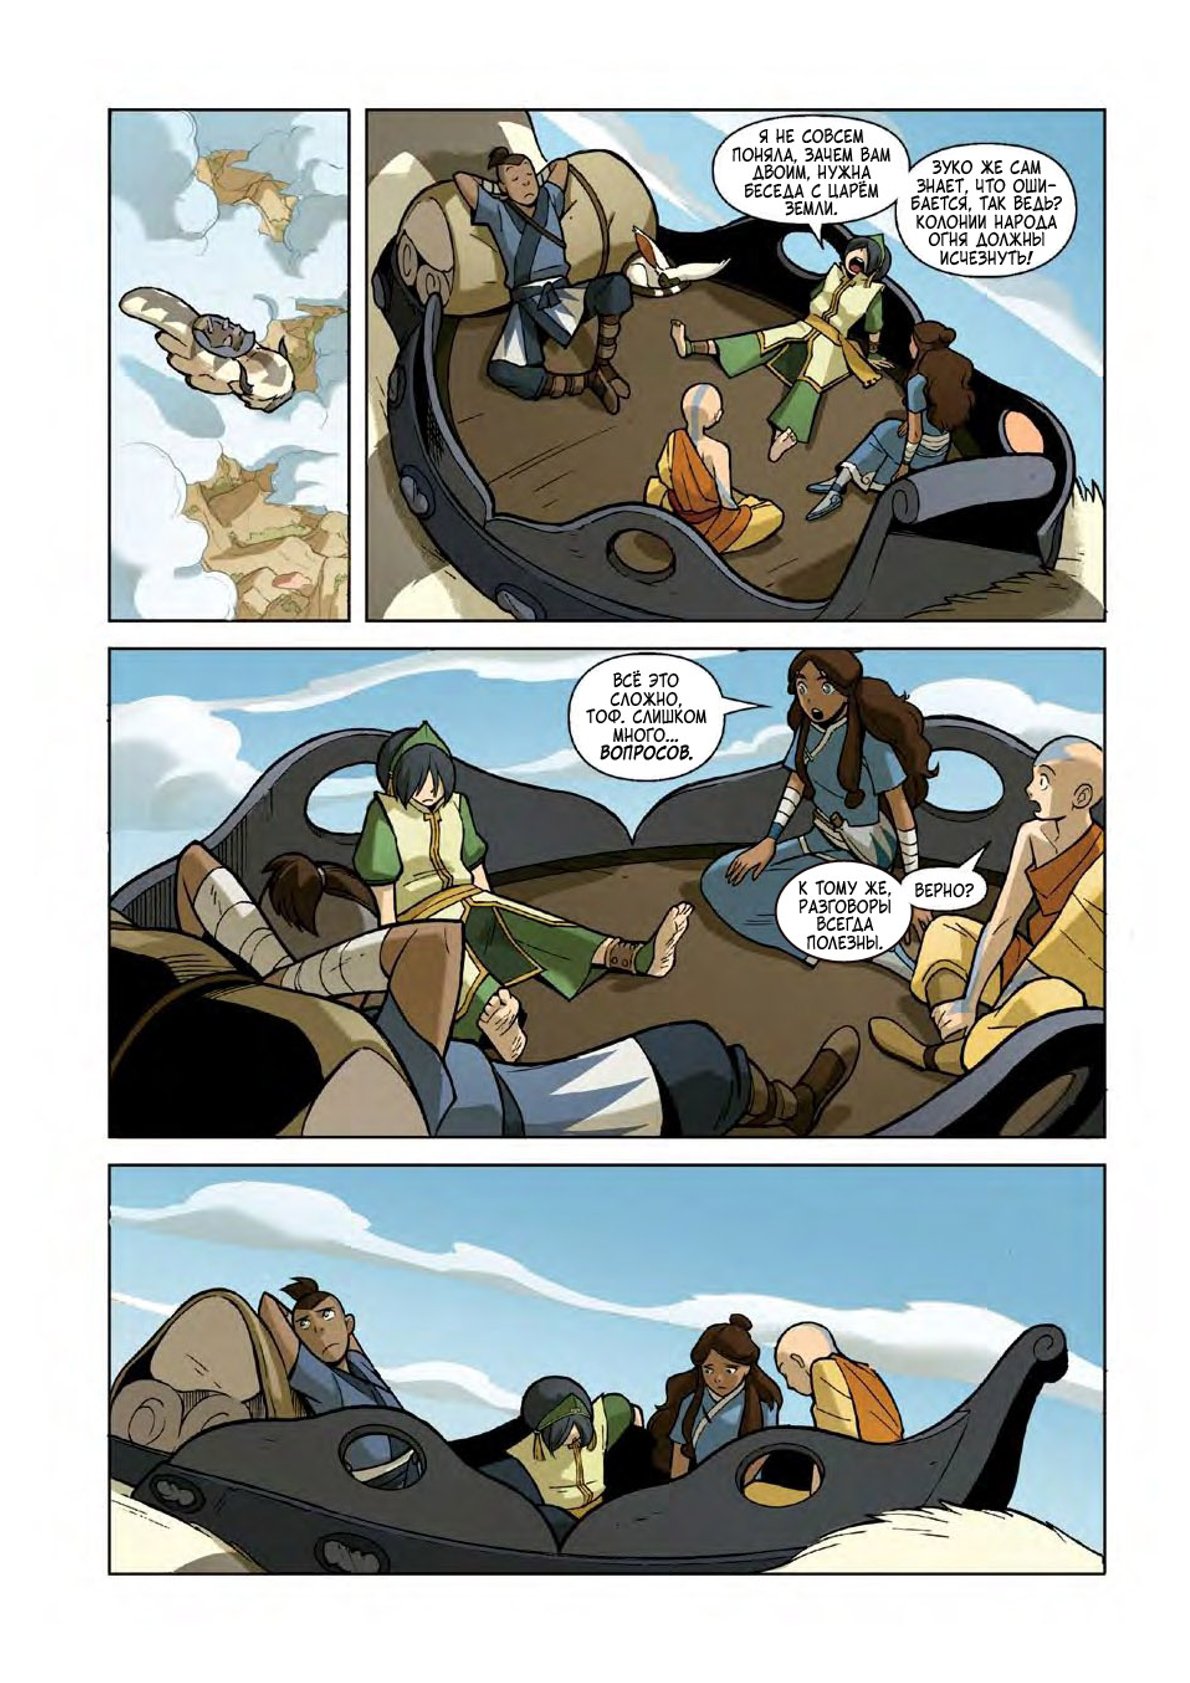 Я НЕ СОВСЕМ
ПОНЯЛА, ЗАЧЕМ ВАМ
ДВОИМ, НУЖНА
БЕСЕДА С ЦАРЁМ
ЗЕМЛИ.
ЗУКО ЖЕ САМ
ЗНАЕТ, ЧТО ОШИ-
БАЕТСЯ, ТАК ВЕДЬ?
КОЛОНИИ НАРОДА
ОГНЯ ДОЛЖНЫ
ИСЧЕЗНУТЬ!
ВСЁ ЭТО
СЛОЖНО,
ТОФ. СЛИШКОМ
МНОГО...
ВОПРОСОВ.
К ТОМУ ЖЕ,
РАЗГОВОРЫ
ВСЕГДА
ПОЛЕЗНЫ.
ВЕРНО?